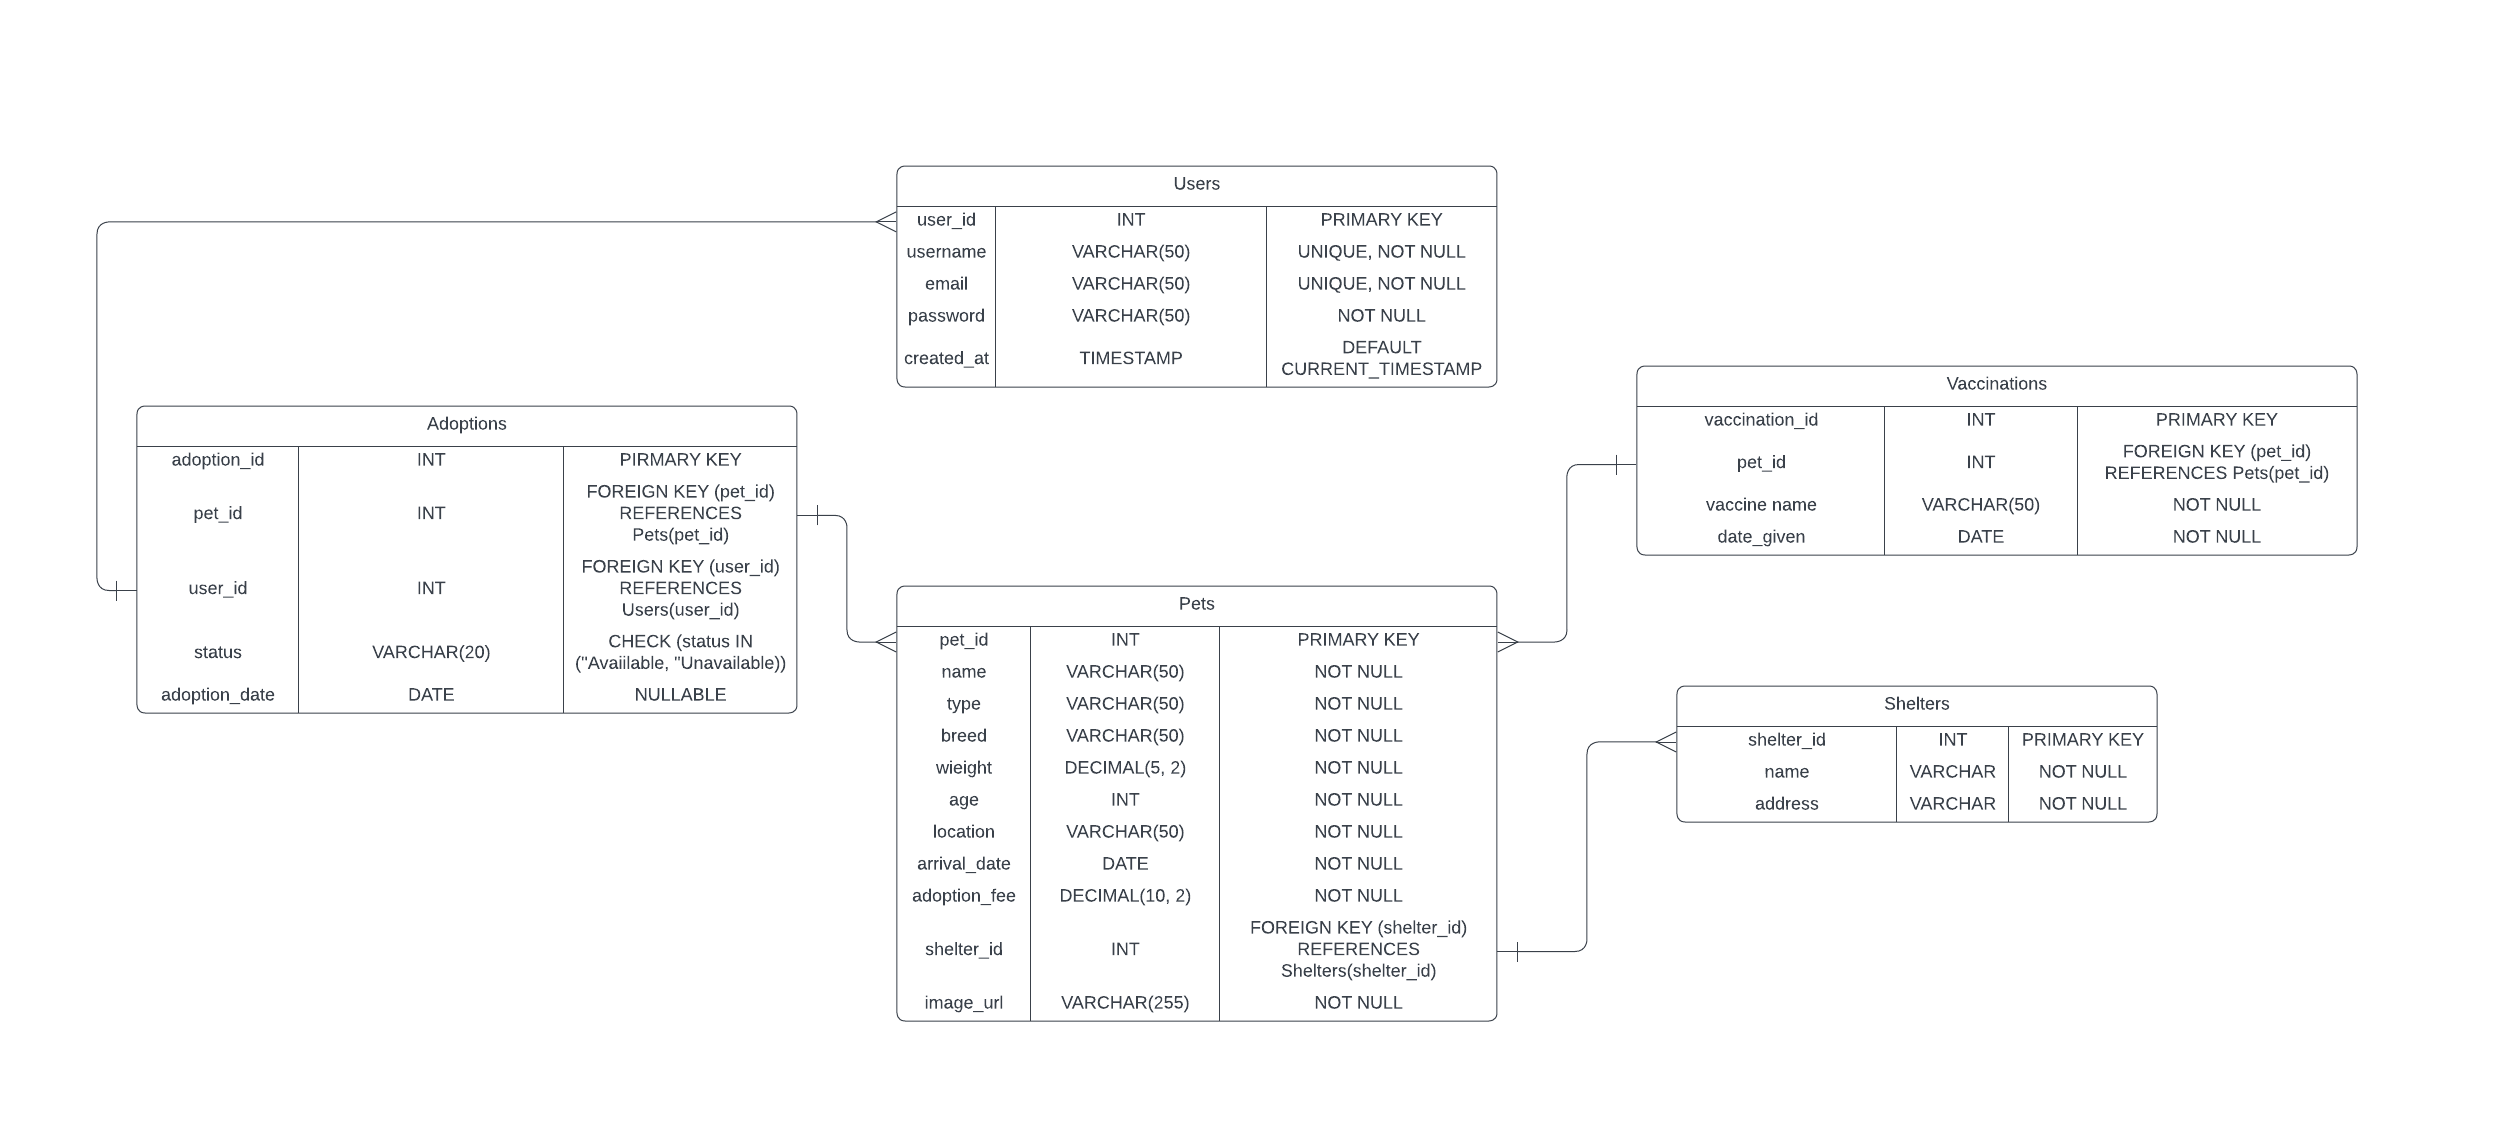 Users
user_id INT PRIMARY KEY
username VARCHAR(50) UNIQUE, NOT NULL
email VARCHAR(50) UNIQUE, NOT NULL
password VARCHAR(50) NOT NULL
created_at TIMESTAMP DEFAULT
CURRENT_TIMESTAMP
Adoptions
adoption_id INT PIRMARY KEY
pet_id INT FOREIGN KEY (pet_id)
REFERENCES
Pets(pet_id)
user_id INT FOREIGN KEY (user_id)
REFERENCES
Users(user_id)
status VARCHAR(20) CHECK (status IN
("Avaiilable, "Unavailable))
adoption_date DATE NULLABLE
Pets
pet_id INT PRIMARY KEY
name VARCHAR(50) NOT NULL
type VARCHAR(50) NOT NULL
breed VARCHAR(50) NOT NULL
wieight DECIMAL(5, 2) NOT NULL
age INT NOT NULL
location VARCHAR(50) NOT NULL
arrival_date DATE NOT NULL
adoption_fee DECIMAL(10, 2) NOT NULL
shelter_id INT FOREIGN KEY (shelter_id)
REFERENCES
Shelters(shelter_id)
image_url VARCHAR(255) NOT NULL
Vaccinations
vaccination_id INT PRIMARY KEY
pet_id INT FOREIGN KEY (pet_id)
REFERENCES Pets(pet_id)
vaccine name VARCHAR(50) NOT NULL
date_given DATE NOT NULL
Shelters
shelter_id INT PRIMARY KEY
name VARCHAR NOT NULL
address VARCHAR NOT NULL